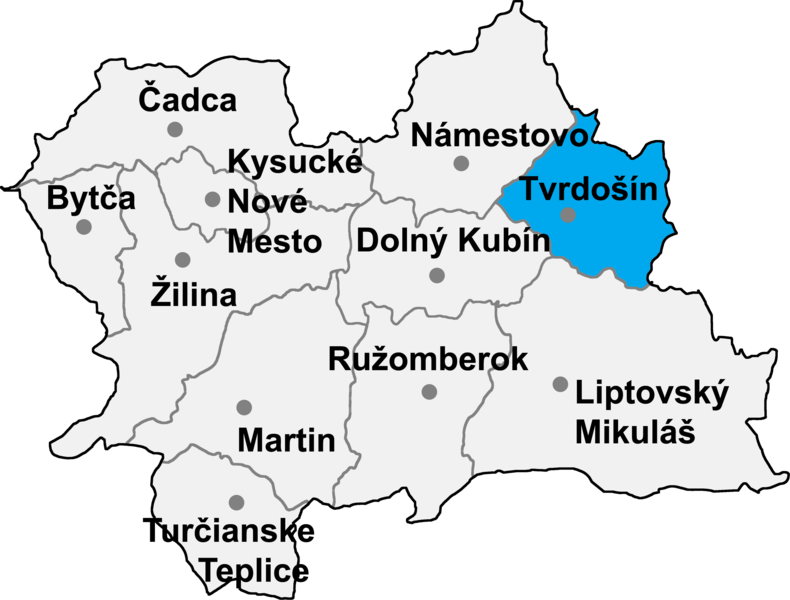 Čadca
Námestovo
Kysucké
Nové
Mesto
Bytča
Tvrdošín
Dolný Kubín
Žilina
Ružomberok
Liptovský
Mikuláš
Martin
Turčianske
Teplice